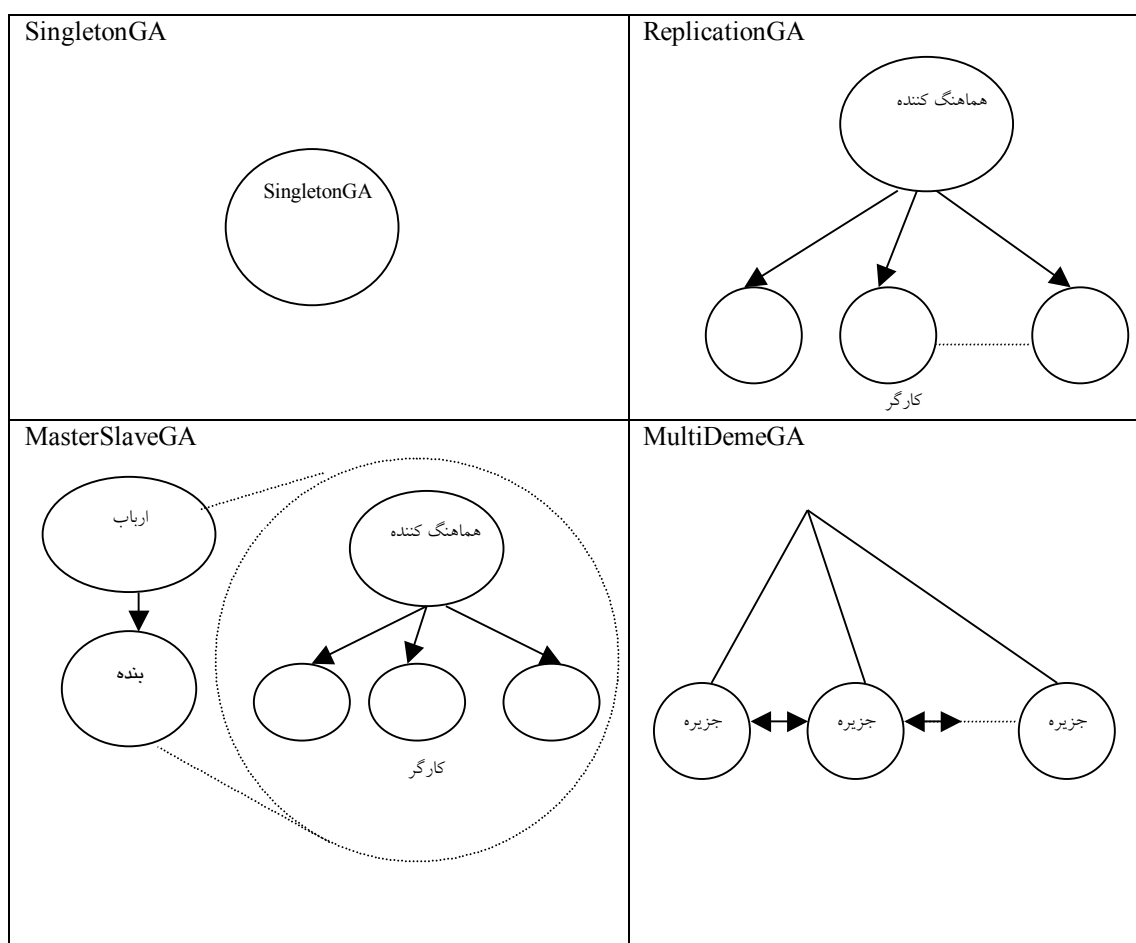 SingletonGA
SingletonGA
ReplicationGA
هماهنگ کننده
کارگر
MasterSlaveGA
ارباب
بنده
هماهنگ کننده
کارگر
MultiDemeGA
جزیره
جزیره
جزیره